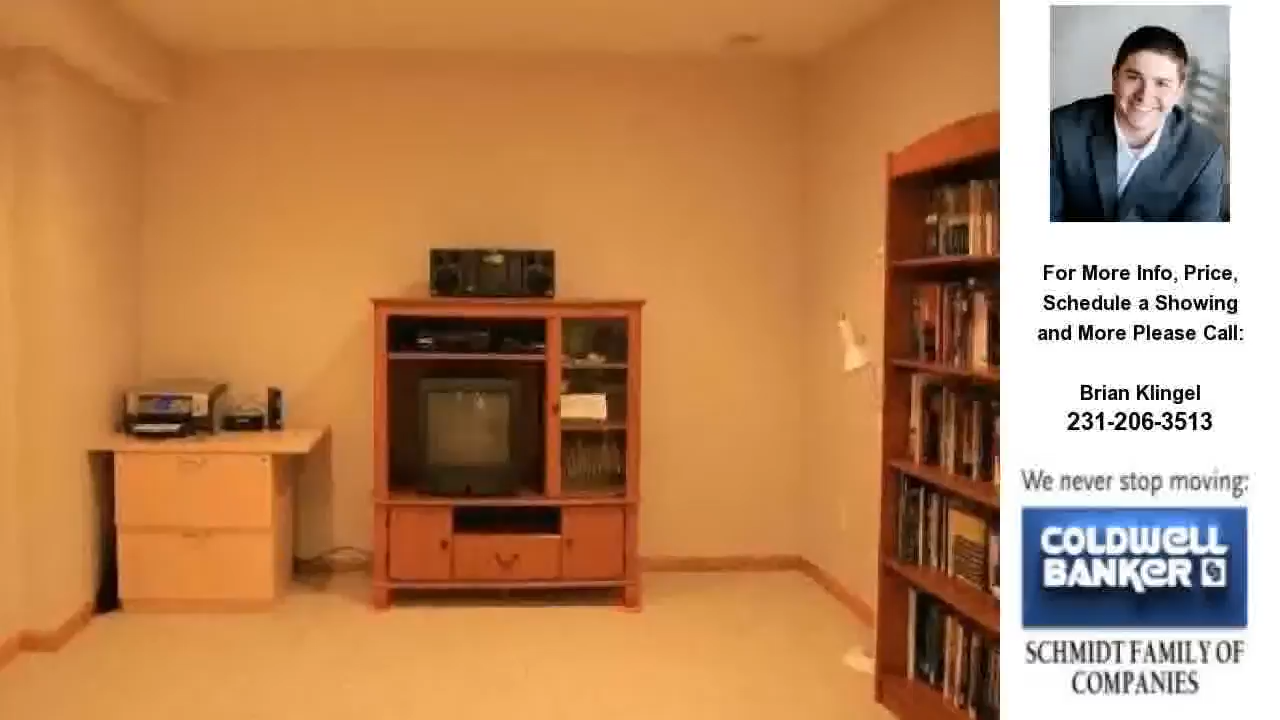 For More Info, Price,
Schedule a Showing
and More Please Call:
Brian Klingel
231-206-3513
We never stop moving:
COLDWELL
BANKER
SCHMIDT FAMILY OF
COMPANIES